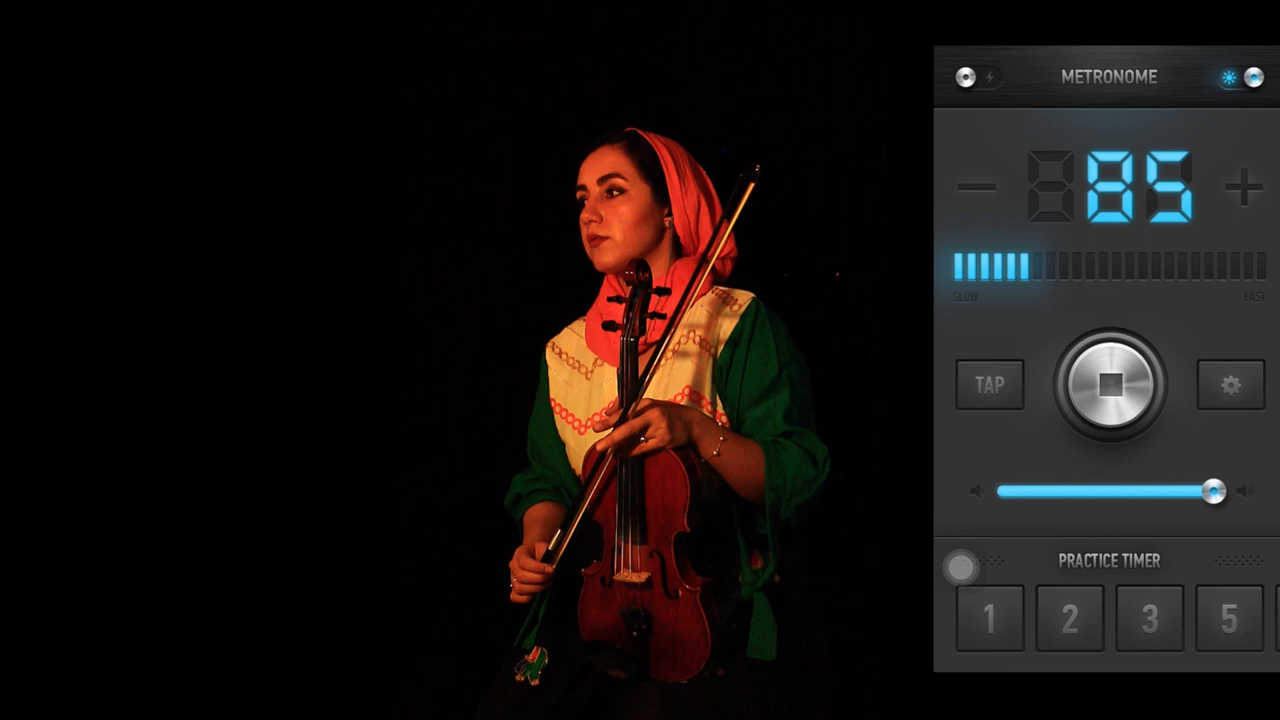 METRONOME
85
SLOW FAST
TAP
PRACTICE TIMER
1 2 3 5